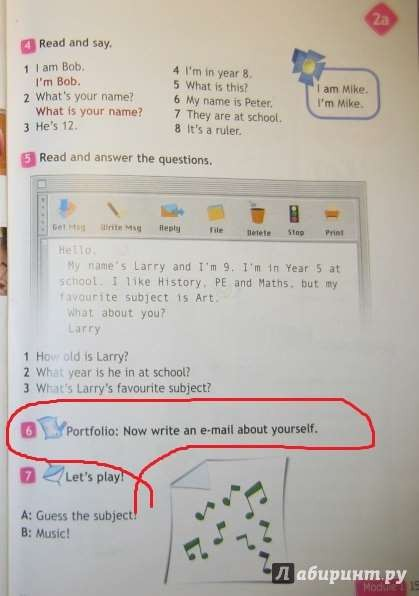 2a
4 Read and say.
1 I am Bob.
I'm Bob.
2 What's your name?
What is your name?
3 He's 12.
4 I'm in year 8.
5 What is this?
6 My name is Peter.
7 They are at school.
8 It's a ruler.
I am Mike.
I'm Mike.
5 Read and answer the questions.
Get Msg Write Msg Reply File Delete Stop Print
Hello,
My name's Larry and I'm 9. I'm in Year 5 at
school. I like History, PE and Maths, but my
favourite subject is Art.
What about you?
Larry
1 How old is Larry?
2 What year is he in at school?
3 What's Larry's favourite subject?
6 Portfolio: Now write an e-mail about yourself.
7 Let's play!
A: Guess the subject!
B: Music!
Module 1 15
Лабиринт.ру